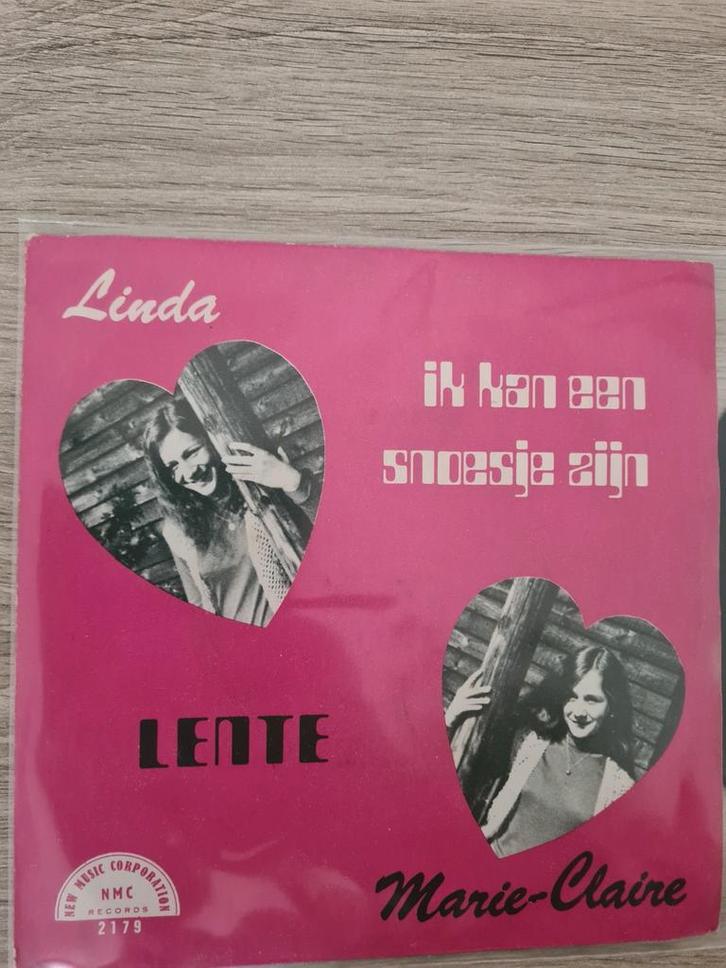 Linda
ik kan een
snoesje zijn
LENTE
Marie-Claire
NEW MUSIC CORPORATION
NMC
RECORDS
2179